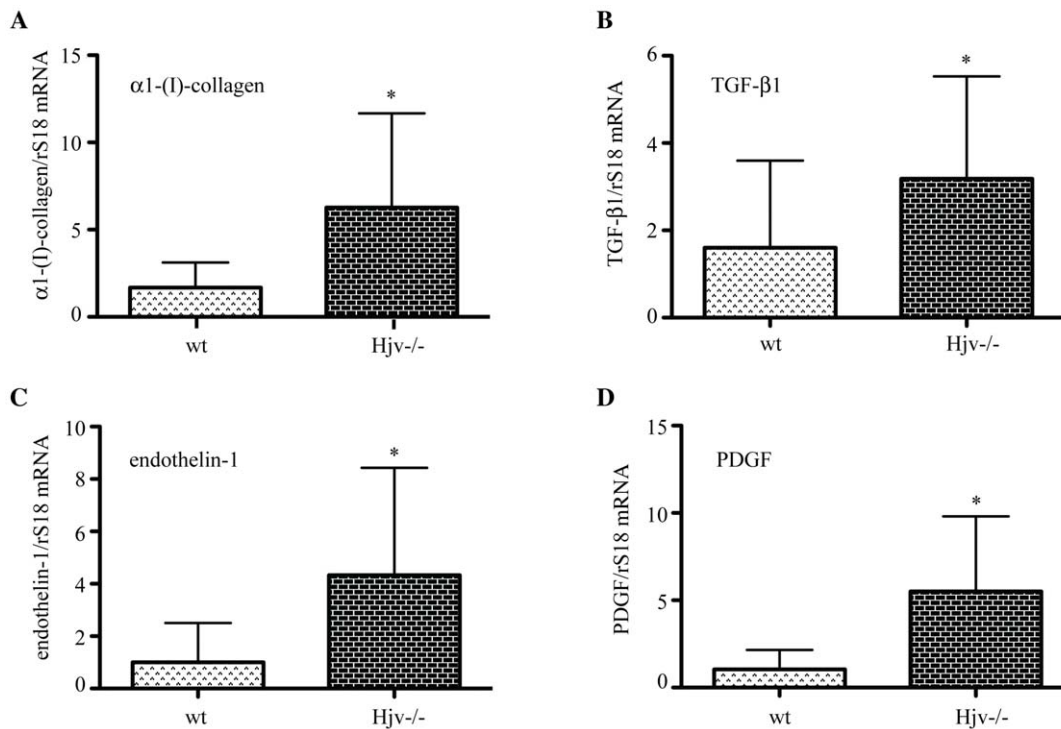 A
α1-(I)-collagen/rS18 mRNA
15
10
5
0
α1-(I)-collagen
*
wt
Hjv-/-
B
TGF-β1/rS18 mRNA
6
4
2
0
TGF-β1
*
wt
Hjv-/-
C
endothelin-1/rS18 mRNA
10
8
6
4
2
0
endothelin-1
*
wt
Hjv-/-
D
PDGF/rS18 mRNA
15
10
5
0
PDGF
*
wt
Hjv-/-